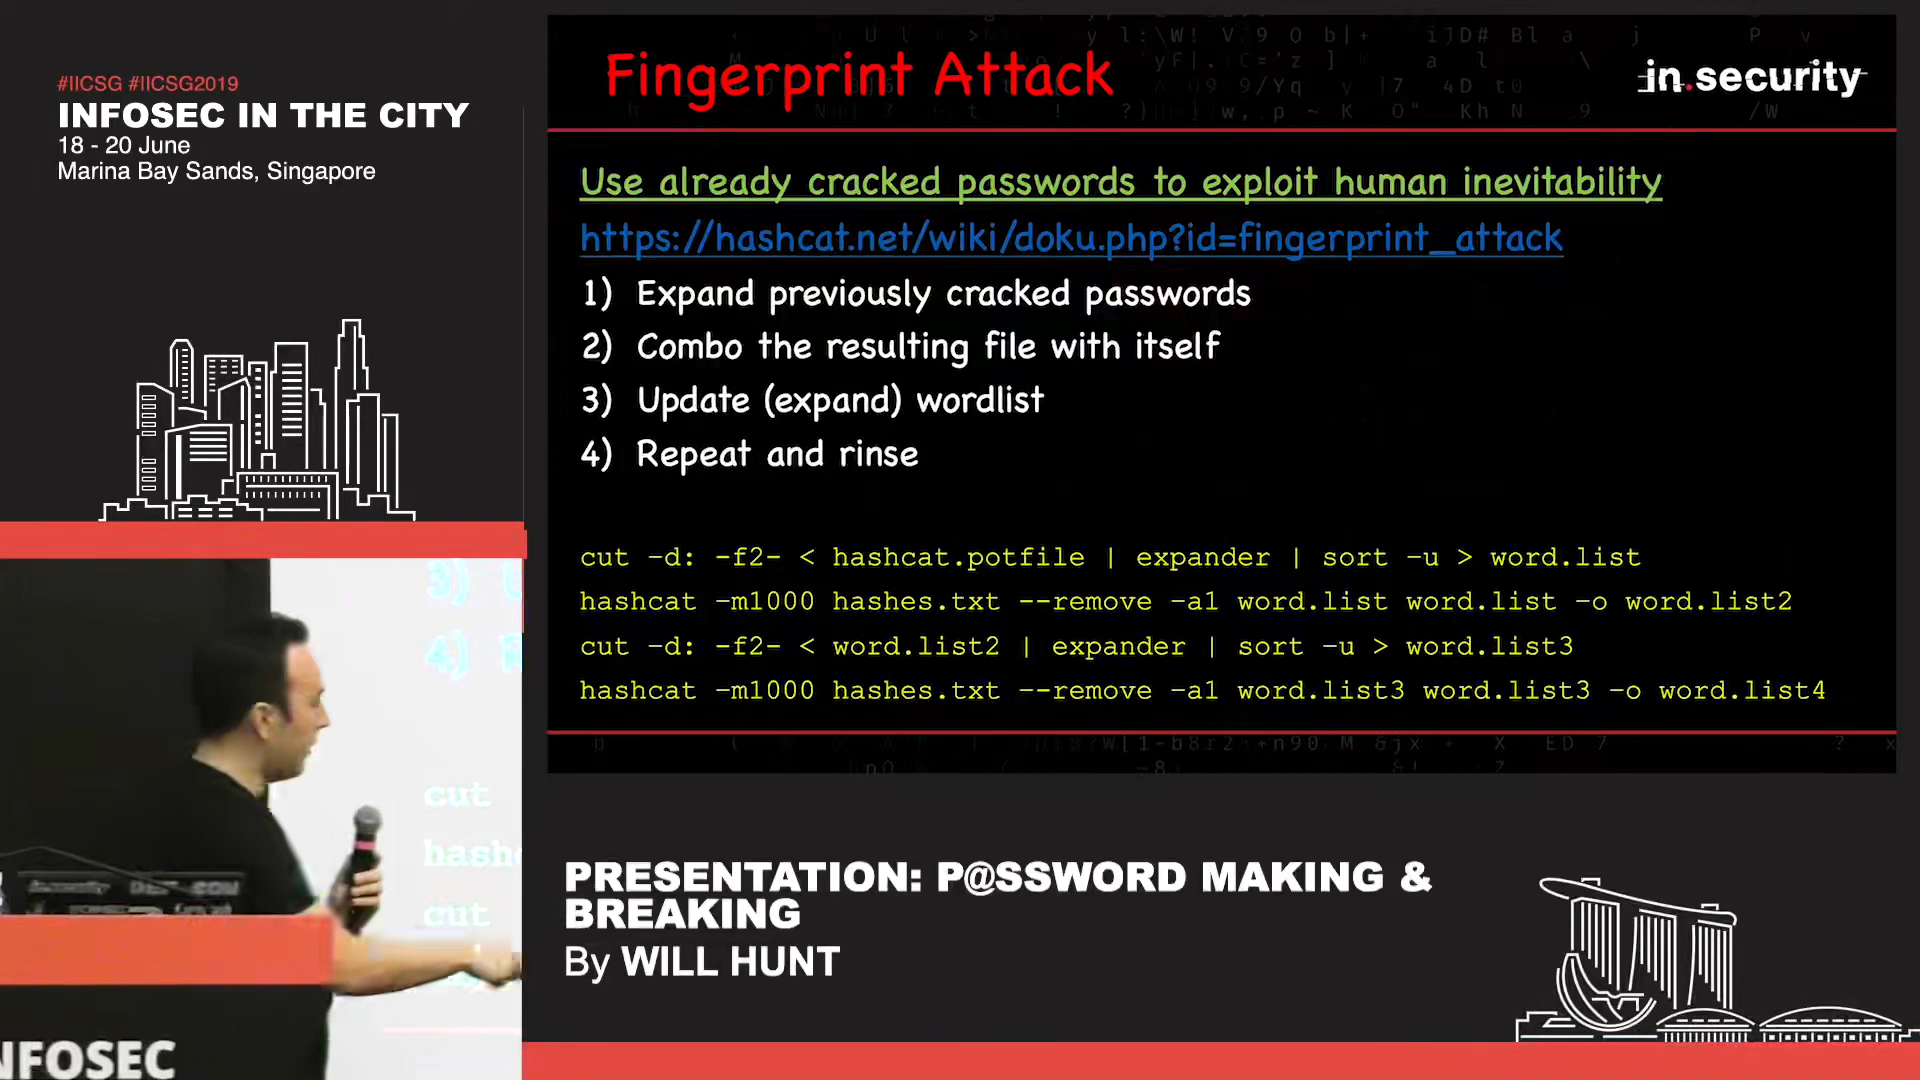 #IICSG #IICSG2019
INFOSEC IN THE CITY
18 - 20 June
Marina Bay Sands, Singapore
Fingerprint Attack
in.security
Use already cracked passwords to exploit human inevitability
https://hashcat.net/wiki/doku.php?id=fingerprint_attack
1) Expand previously cracked passwords
2) Combo the resulting file with itself
3) Update (expand) wordlist
4) Repeat and rinse
cut -d: -f2- < hashcat.potfile | expander | sort -u > word.list
hashcat -m1000 hashes.txt --remove -a1 word.list word.list -o word.list2
cut -d: -f2- < word.list2 | expander | sort -u > word.list3
hashcat -m1000 hashes.txt --remove -a1 word.list3 word.list3 -o word.list4
3)
4)
cut
hash
cut
NFOSEC
PRESENTATION: P@SSWORD MAKING &
BREAKING
By WILL HUNT